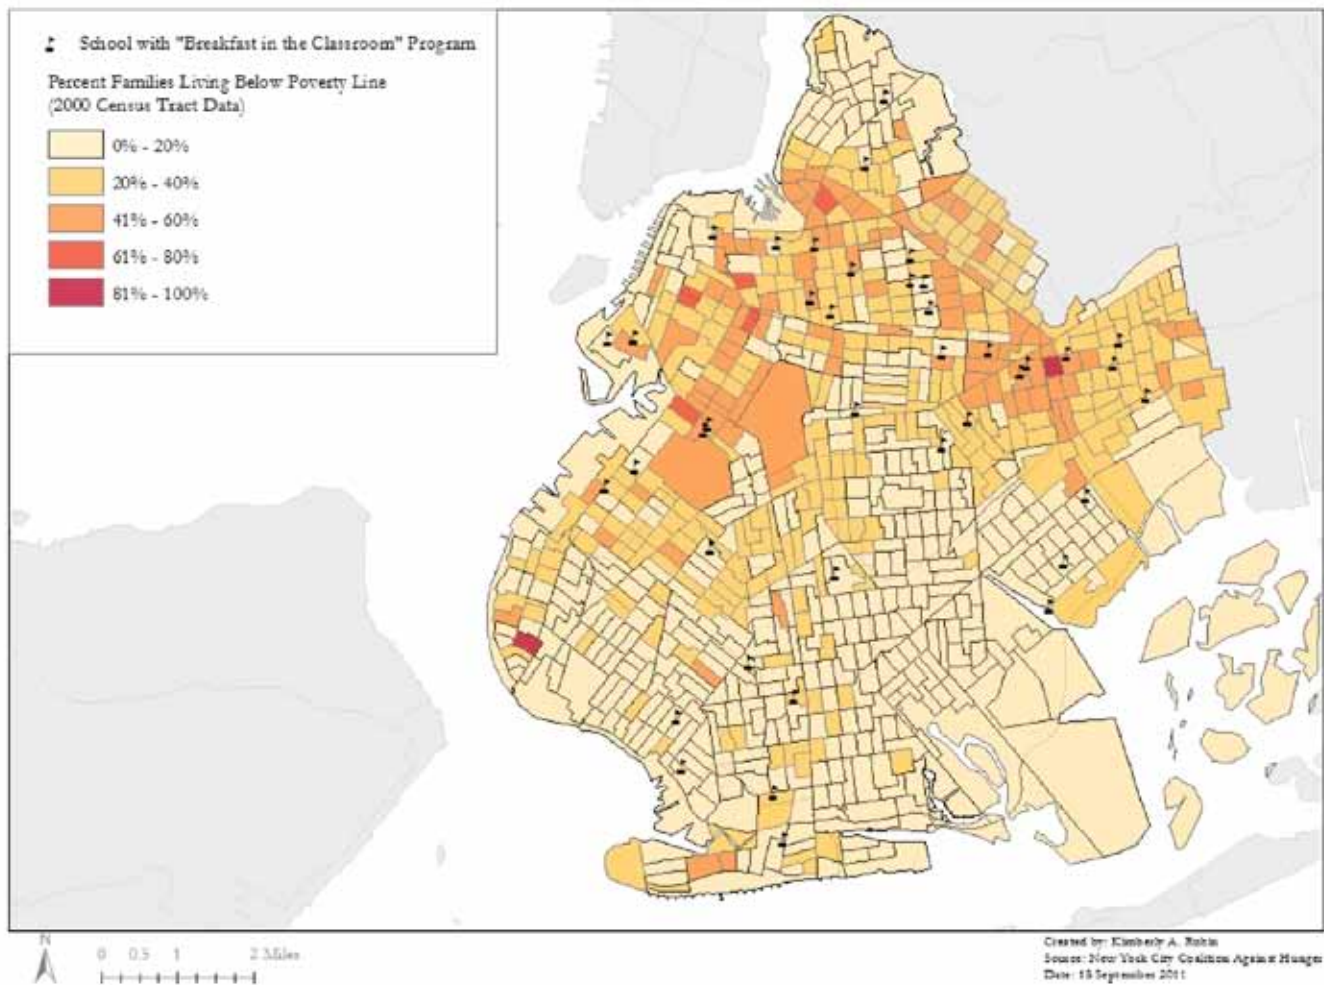 School with "Breakfast in the Classroom" Program
Percent Families Living Below Poverty Line
(2000 Census Tract Data)
0% - 20%
20% - 40%
41% - 60%
61% - 80%
81% - 100%
N
0 0.5 1 2 Miles
Created by: Kimberly A. Rubin
Source: New York City Coalition Against Hunger
Date: 13 September 2011